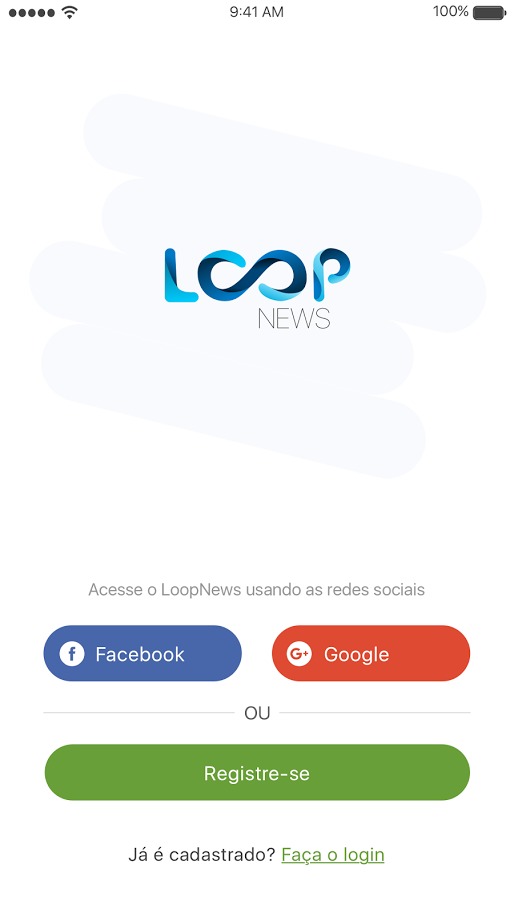 9:41 AM 100%
LOOP
NEWS
Acesse o LoopNews usando as redes sociais
Facebook Google
OU
Registre-se
Já é cadastrado? Faça o login